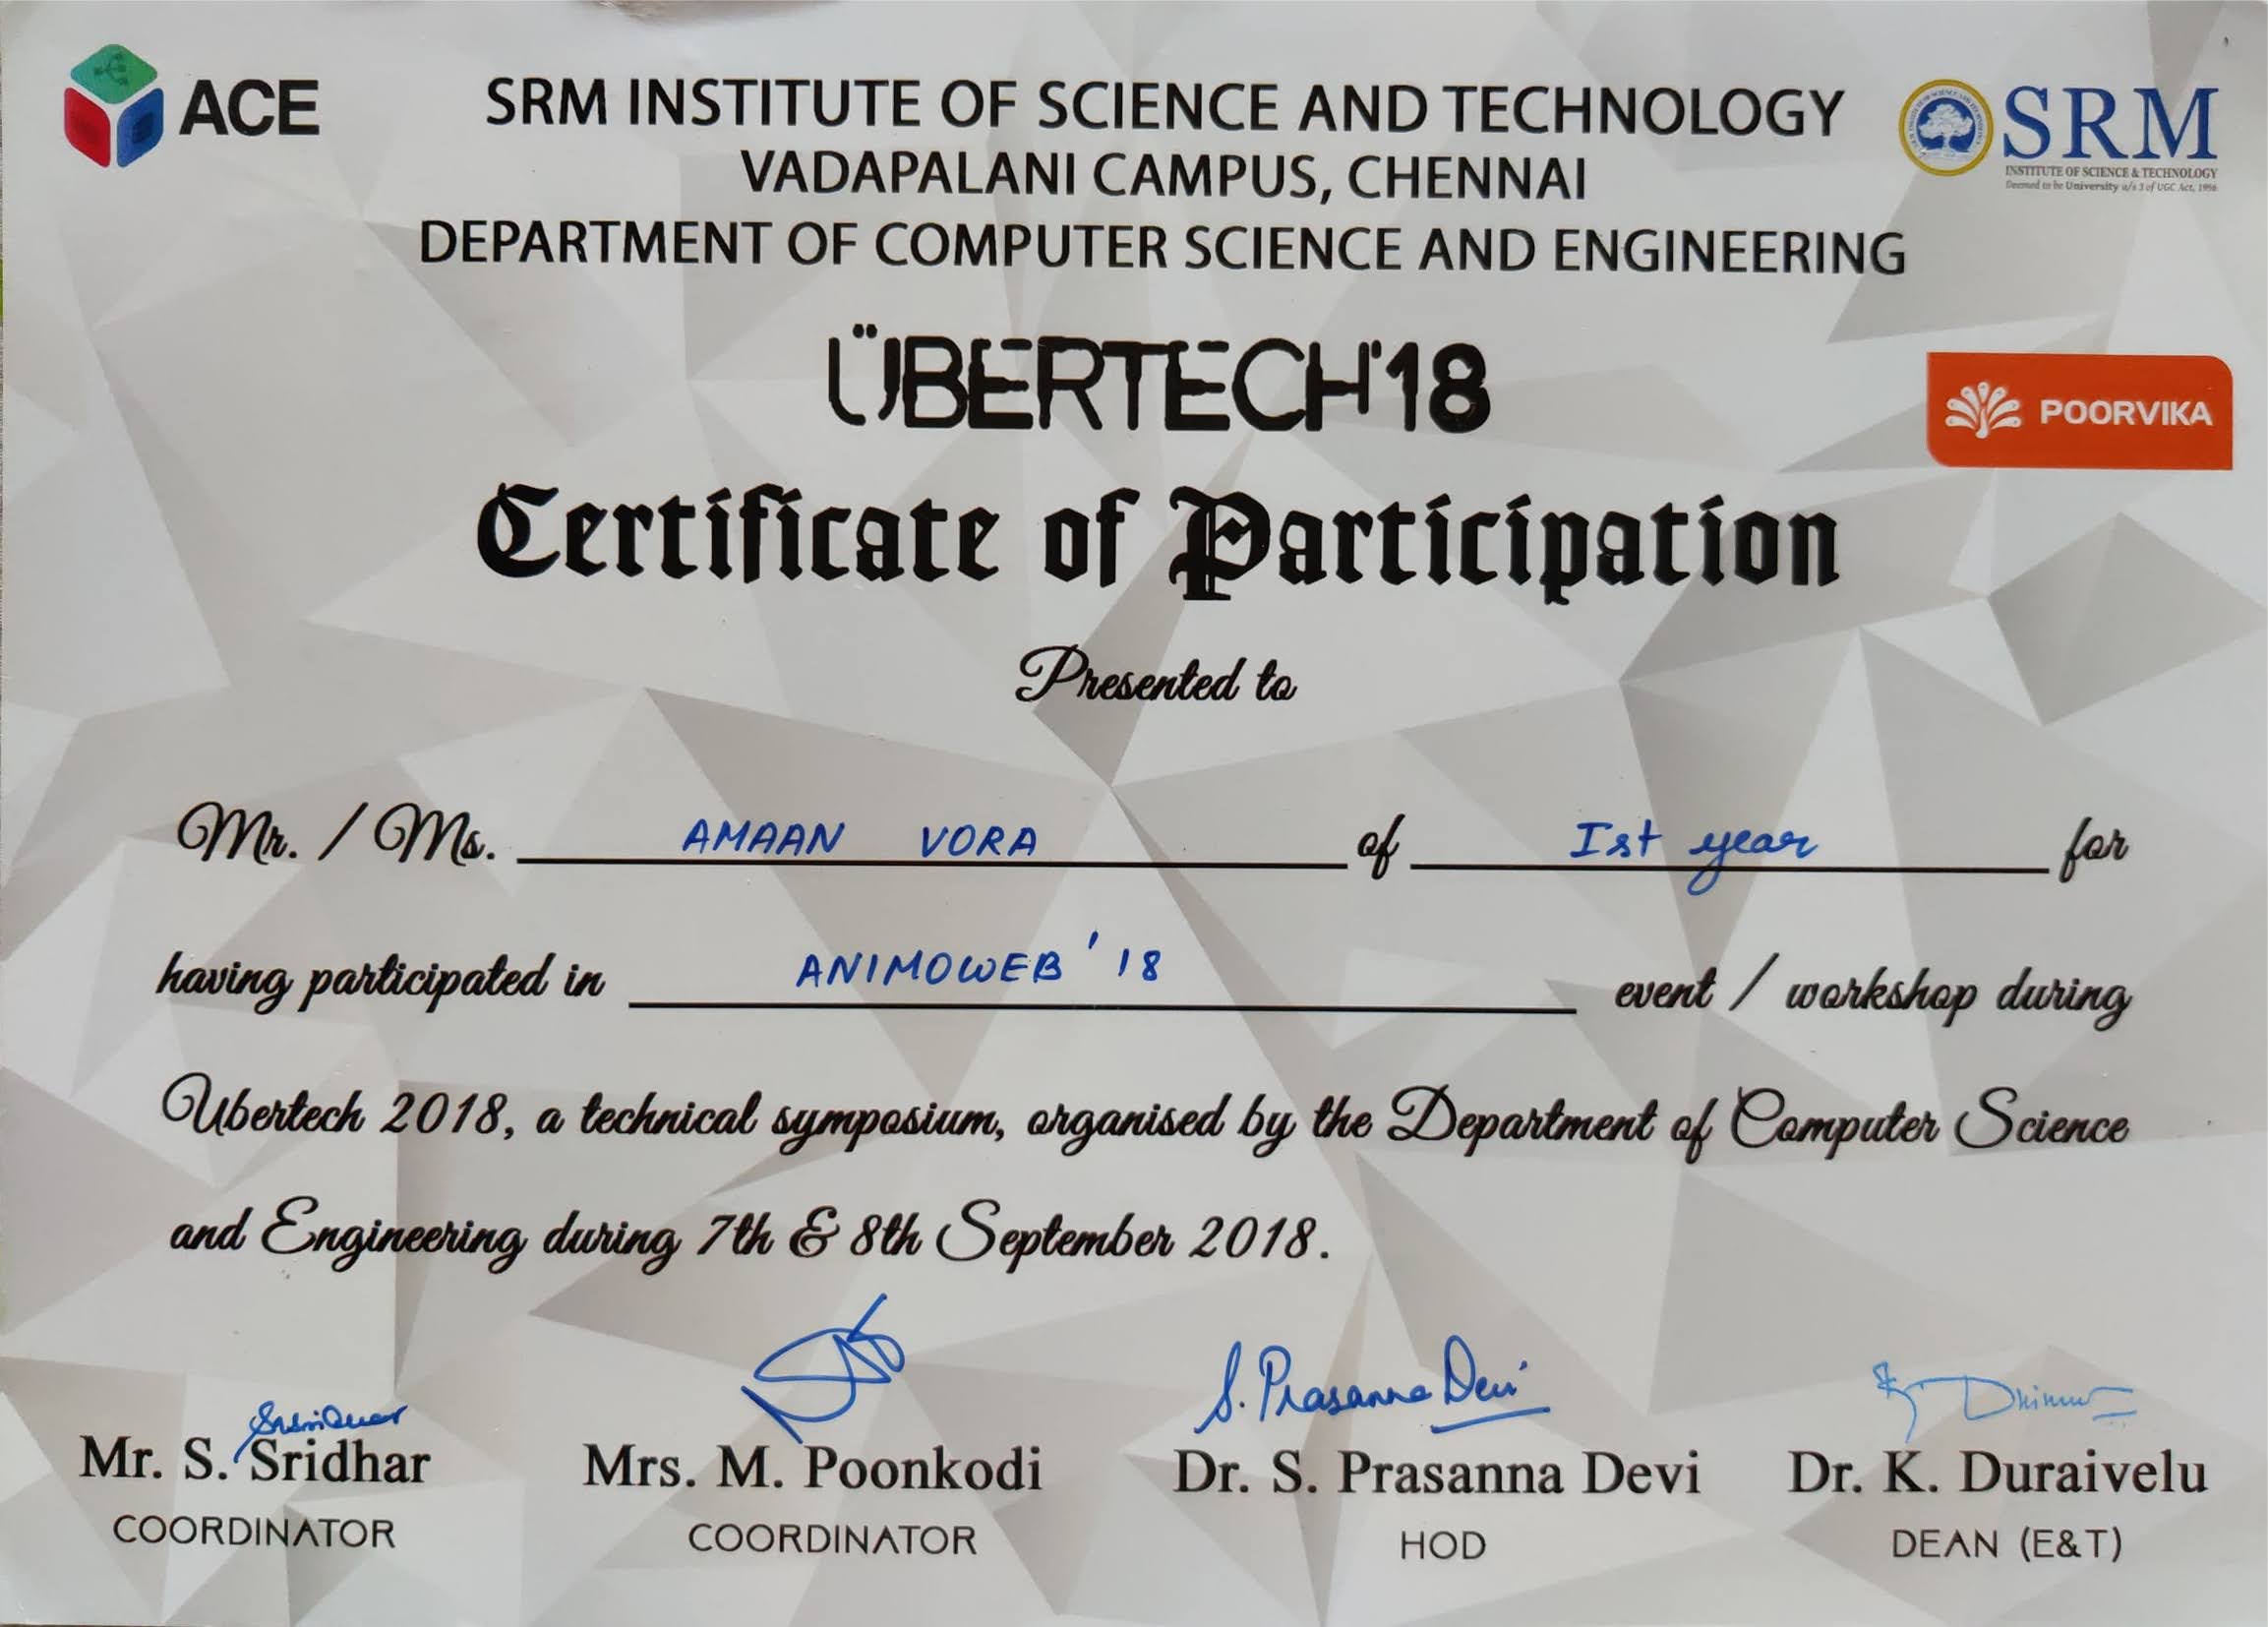 ACE
SRM INSTITUTE OF SCIENCE AND TECHNOLOGY
VADAPALANI CAMPUS, CHENNAI
DEPARTMENT OF COMPUTER SCIENCE AND ENGINEERING
SRM
INSTITUTE OF SCIENCE & TECHNOLOGY
Deemed to be University u/s 3 of UGC Act, 1956
ÜBERTECH'18
POORVIKA
Certificate of Participation
Presented to
Mr. / Ms. AMAAN VORA of Ist year for
having participated in ANIMOWEB '18 event / workshop during
Ubertech 2018, a technical symposium, organised by the Department of Computer Science
and Engineering during 7th & 8th September 2018.
S. Prasanna Devi
Mr. S. Sridhar Mrs. M. Poonkodi Dr. S. Prasanna Devi Dr. K. Duraivelu
COORDINATOR COORDINATOR HOD DEAN (E&T)